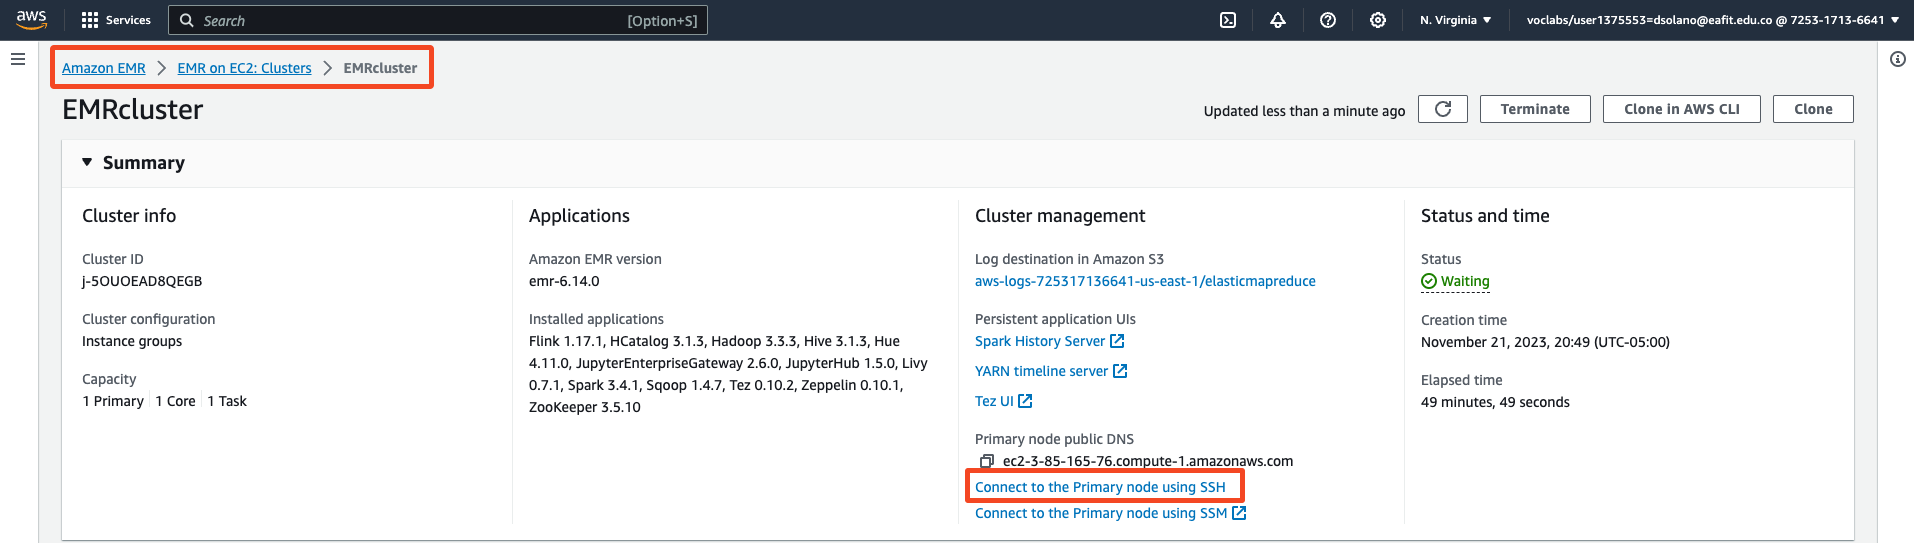 aws Services Search [Option+S] N. Virginia voclabs/user1375553=dsolano@eafit.edu.co @ 7253-1713-6641
Amazon EMR > EMR on EC2: Clusters > EMRcluster
EMRcluster
Updated less than a minute ago Terminate Clone in AWS CLI Clone
Summary
Cluster info
Cluster ID
j-5OUOEAD8QEGB
Cluster configuration
Instance groups
Capacity
1 Primary 1 Core 1 Task
Applications
Amazon EMR version
emr-6.14.0
Installed applications
Flink 1.17.1, HCatalog 3.1.3, Hadoop 3.3.3, Hive 3.1.3, Hue
4.11.0, JupyterEnterpriseGateway 2.6.0, JupyterHub 1.5.0, Livy
0.7.1, Spark 3.4.1, Sqoop 1.4.7, Tez 0.10.2, Zeppelin 0.10.1,
ZooKeeper 3.5.10
Cluster management
Log destination in Amazon S3
aws-logs-725317136641-us-east-1/elasticmapreduce
Persistent application UIs
Spark History Server
YARN timeline server
Tez UI
Primary node public DNS
ec2-3-85-165-76.compute-1.amazonaws.com
Connect to the Primary node using SSH
Connect to the Primary node using SSM
Status and time
Status
Waiting
Creation time
November 21, 2023, 20:49 (UTC-05:00)
Elapsed time
49 minutes, 49 seconds